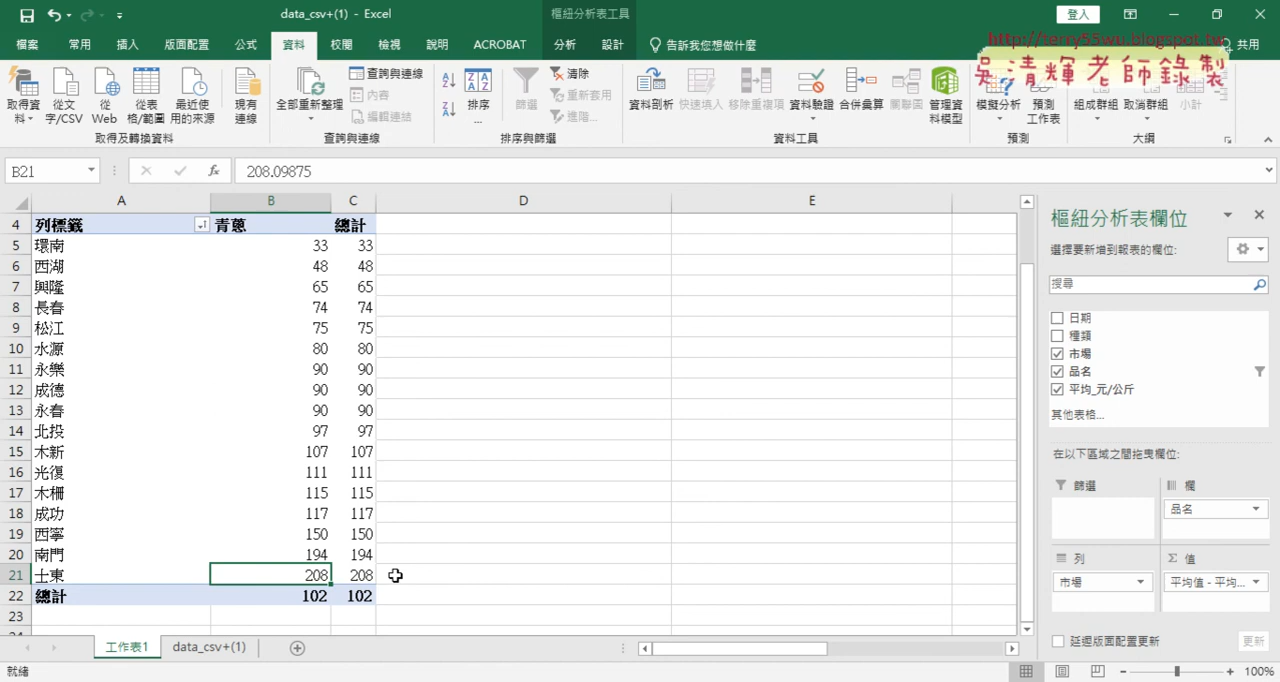 data_csv+(1) - Excel
樞紐分析表工具
登入
http://terry55wu.blogspot.tw
吳清輝老師錄製
檔案 常用 插入 版面配置 公式 資料 校閱 檢視 說明 ACROBAT 分析 設計 告訴我您想做什麼 共用
取得資料
從文字/CSV
從 Web
從表格/範圍
最近使用的來源
現有連線
取得及轉換資料
全部重新整理
查詢與連線
內容
編輯連結
查詢與連線
排序...
篩選
清除
重新套用
進階...
排序與篩選
資料剖析
快速填入
移除重複項
資料驗證
合併彙算
關聯圖
管理資料模型
資料工具
模擬分析
預測工作表
預測
組成群組
取消群組
小計
大綱
B21
fx
208.09875
A B C D E
4 列標籤 青蔥 總計
5 環南 33 33
6 西湖 48 48
7 興隆 65 65
8 長春 74 74
9 松江 75 75
10 水源 80 80
11 永樂 90 90
12 成德 90 90
13 永春 90 90
14 北投 97 97
15 木新 107 107
16 光復 111 111
17 木柵 115 115
18 成功 117 117
19 西寧 150 150
20 南門 194 194
21 士東 208 208
22 總計 102 102
23
樞紐分析表欄位
選擇要新增到報表的欄位:
搜尋
日期
種類
市場
品名
平均_元/公斤
其他表格...
在以下區域之間拖曳欄位:
篩選
欄
品名
列
市場
Σ 值
平均值 - 平均...
延遲版面配置更新
更新
工作表1 data_csv+(1)
就緒
100%